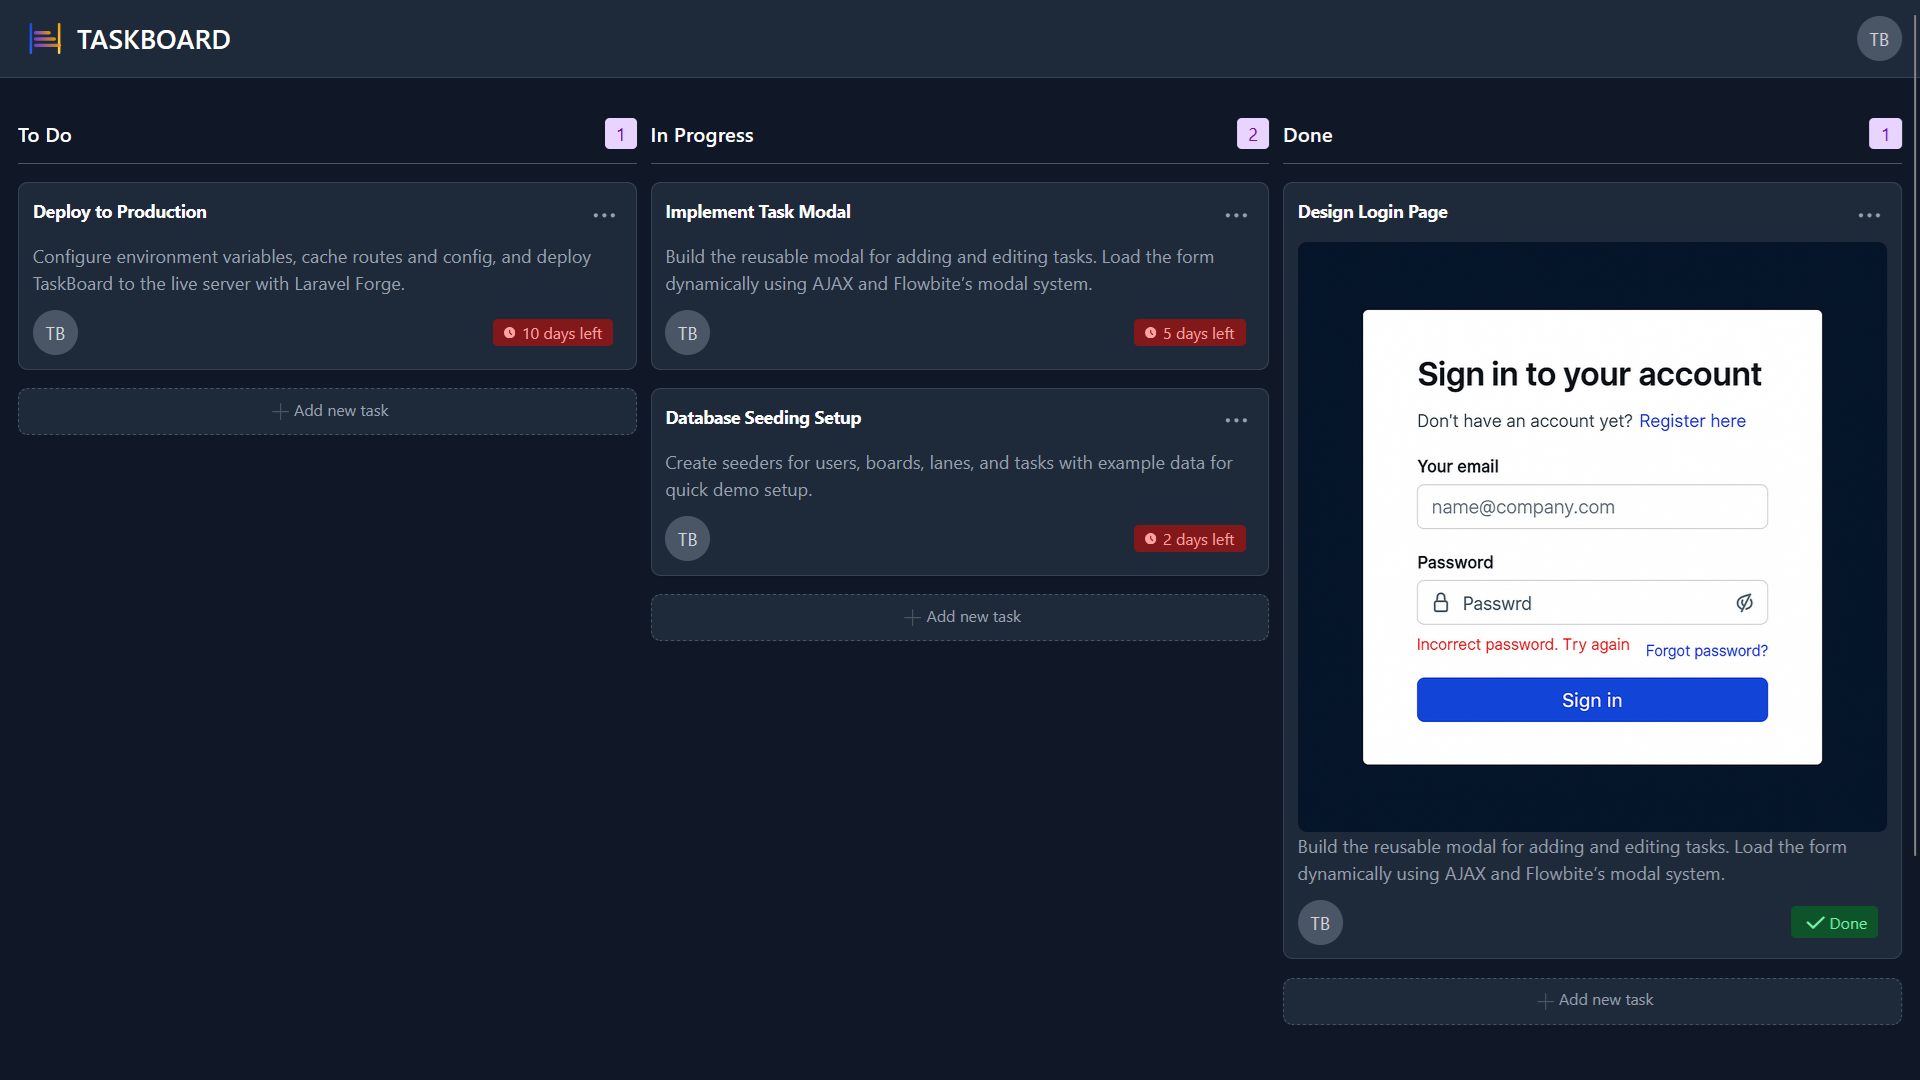 TASKBOARD
TB
To Do
1
Deploy to Production
Configure environment variables, cache routes and config, and deploy
TaskBoard to the live server with Laravel Forge.
TB
10 days left
Add new task
In Progress
2
Implement Task Modal
Build the reusable modal for adding and editing tasks. Load the form
dynamically using AJAX and Flowbite’s modal system.
TB
5 days left
Database Seeding Setup
Create seeders for users, boards, lanes, and tasks with example data for
quick demo setup.
TB
2 days left
Add new task
Done
1
Design Login Page
Sign in to your account
Don't have an account yet? Register here
Your email
name@company.com
Password
Passwrd
Incorrect password. Try again
Forgot password?
Sign in
Build the reusable modal for adding and editing tasks. Load the form
dynamically using AJAX and Flowbite’s modal system.
TB
Done
Add new task